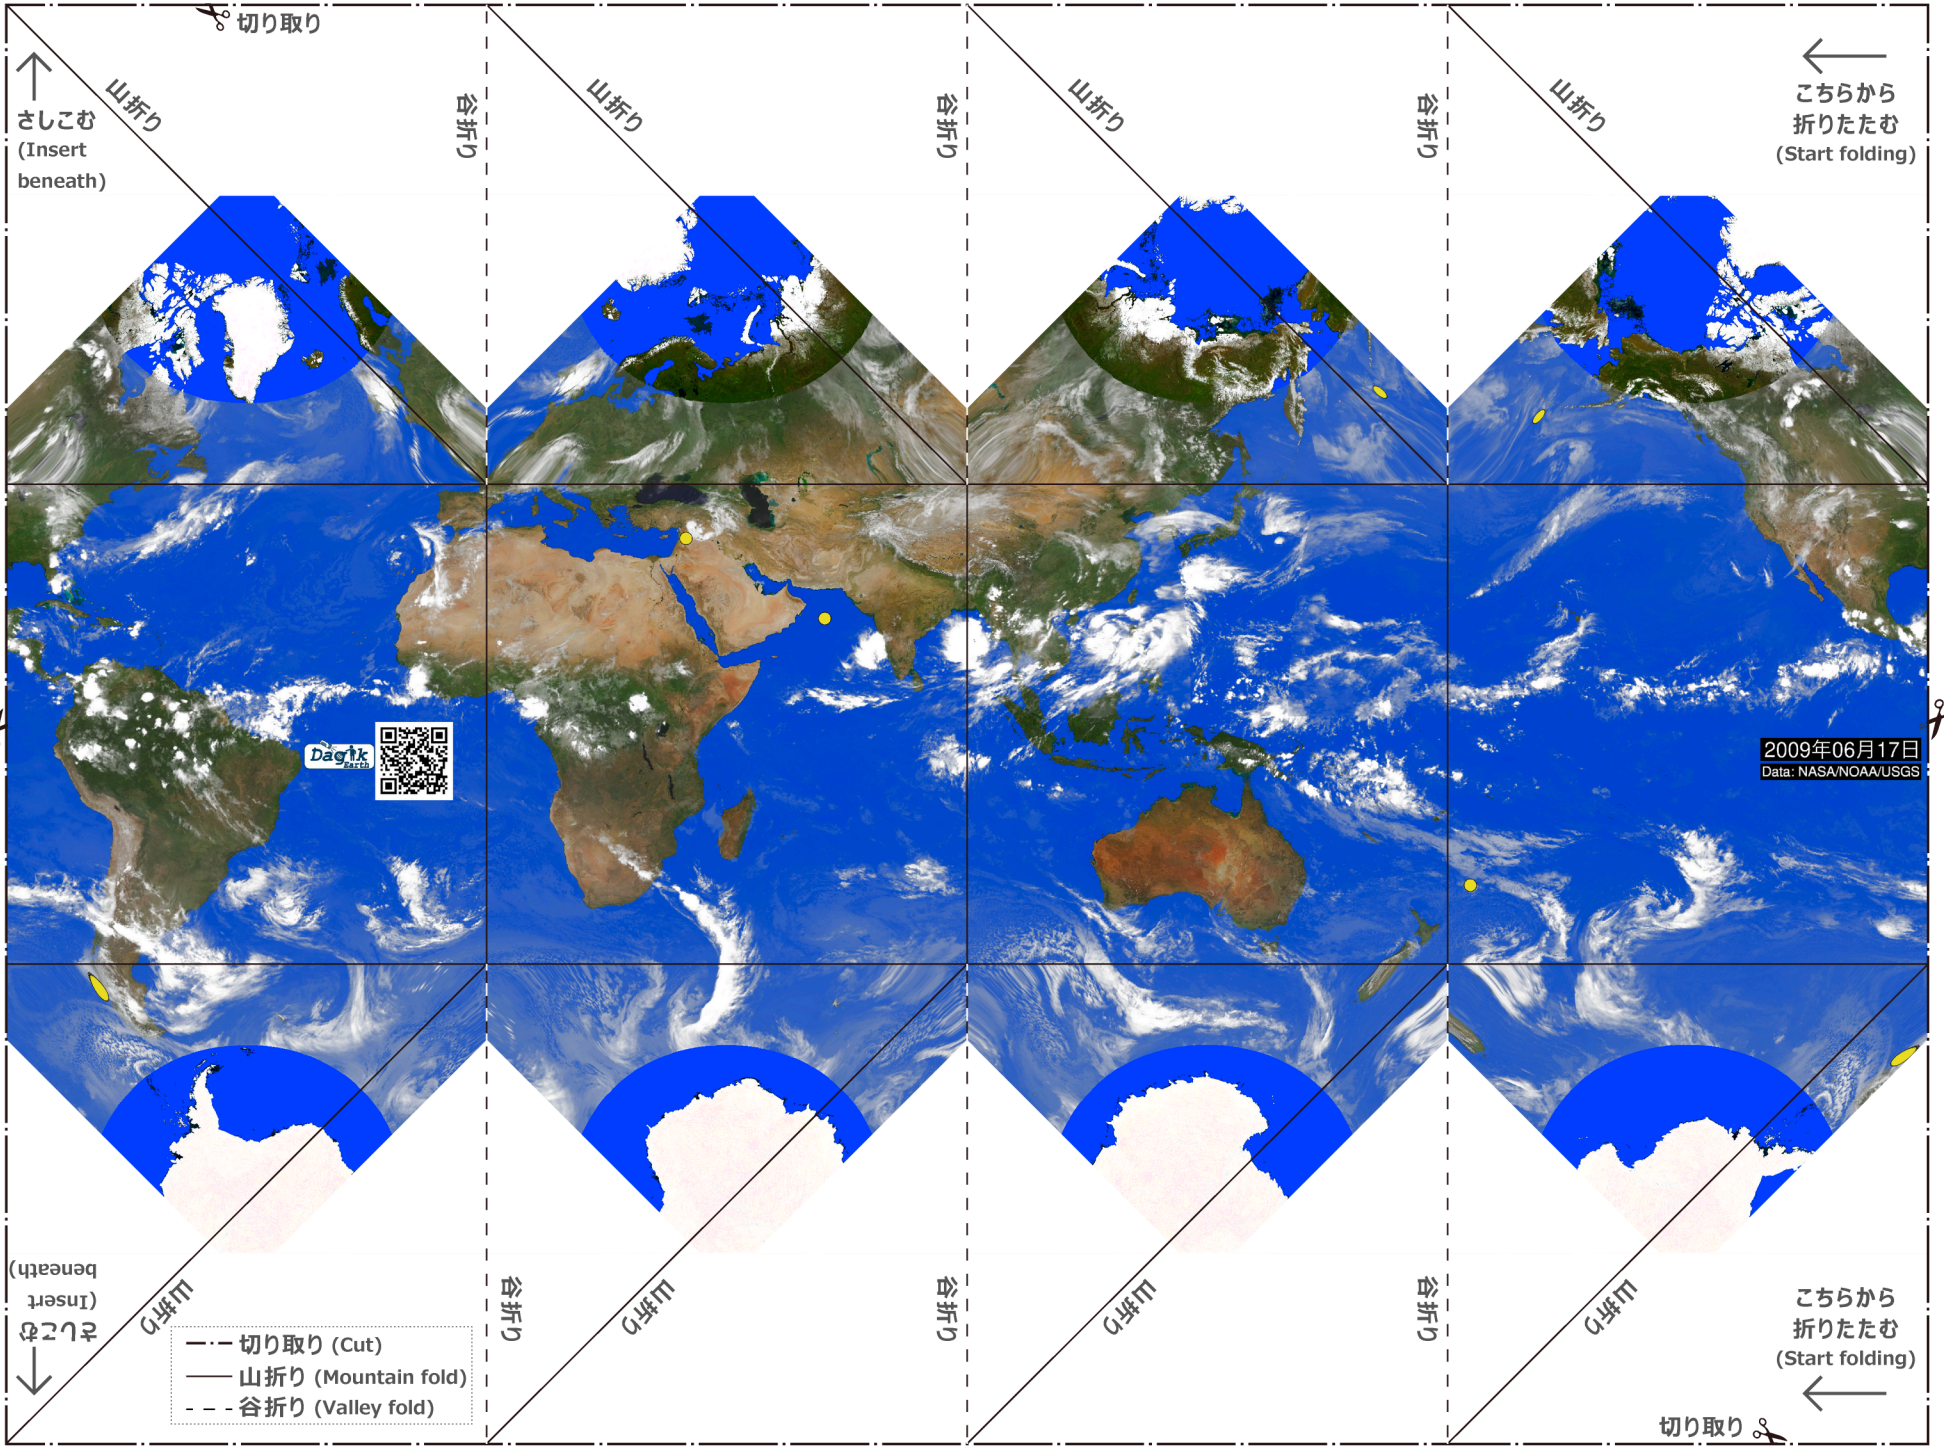 切り取り
山折り
谷折り
山折り
谷折り
山折り
谷折り
山折り
さしこむ
(Insert
beneath)
こちらから
折りたたむ
(Start folding)
Dagik
Earth
2009年06月17日
Data: NASA/NOAA/USGS
さしこむ
(Insert
beneath)
山折り
谷折り
山折り
谷折り
山折り
谷折り
山折り
こちらから
折りたたむ
(Start folding)
切り取り (Cut)
山折り (Mountain fold)
谷折り (Valley fold)
切り取り